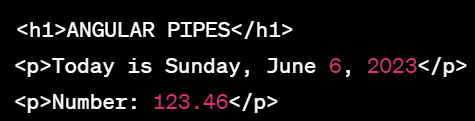 <h1>ANGULAR PIPES</h1>
<p>Today is Sunday, June 6, 2023</p>
<p>Number: 123.46</p>